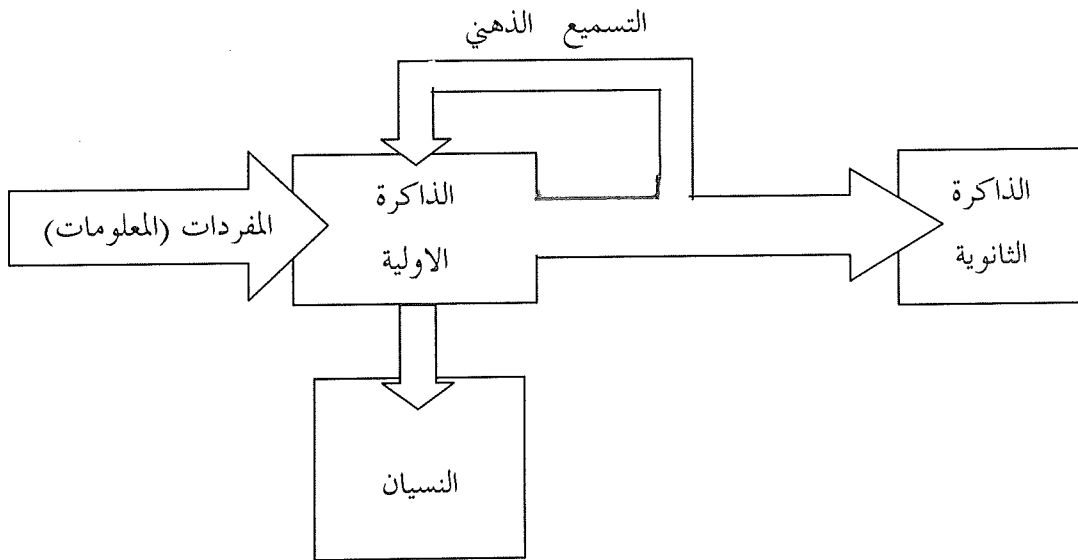 التسميع الذهني
المفردات (المعلومات)
الذاكرة
الاولية
الذاكرة
الثانوية
النسيان